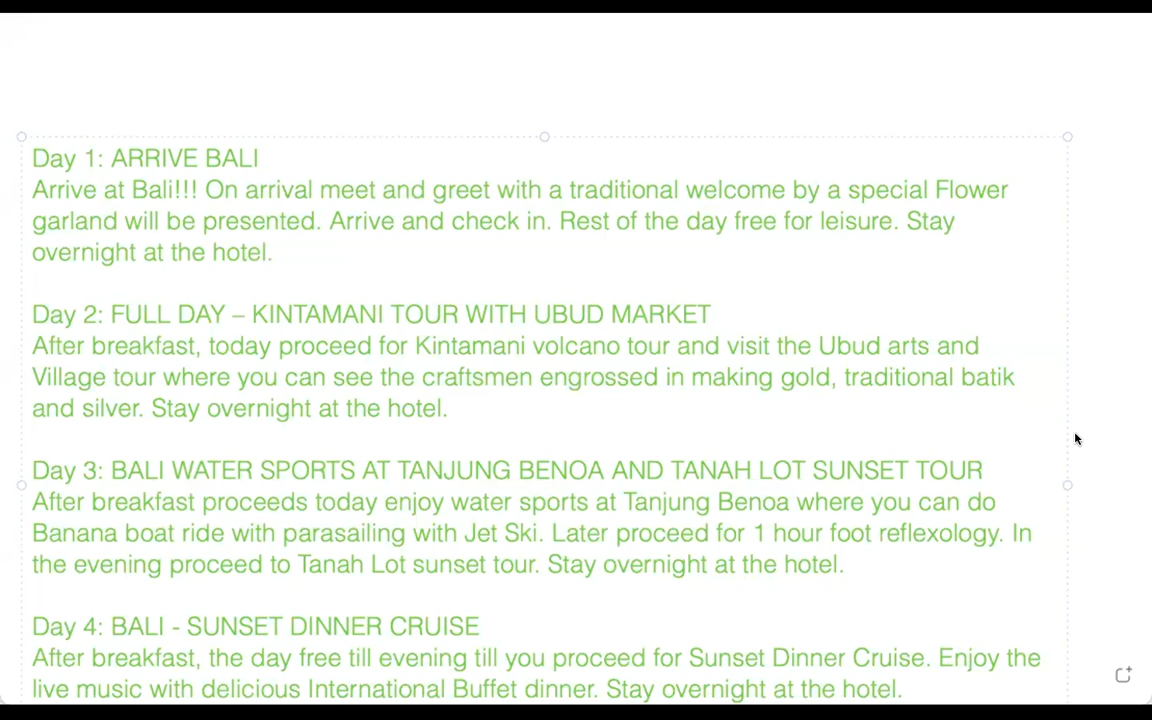 Day 1: ARRIVE BALI
Arrive at Bali!!! On arrival meet and greet with a traditional welcome by a special Flower
garland will be presented. Arrive and check in. Rest of the day free for leisure. Stay
overnight at the hotel.
Day 2: FULL DAY – KINTAMANI TOUR WITH UBUD MARKET
After breakfast, today proceed for Kintamani volcano tour and visit the Ubud arts and
Village tour where you can see the craftsmen engrossed in making gold, traditional batik
and silver. Stay overnight at the hotel.
Day 3: BALI WATER SPORTS AT TANJUNG BENOA AND TANAH LOT SUNSET TOUR
After breakfast proceeds today enjoy water sports at Tanjung Benoa where you can do
Banana boat ride with parasailing with Jet Ski. Later proceed for 1 hour foot reflexology. In
the evening proceed to Tanah Lot sunset tour. Stay overnight at the hotel.
Day 4: BALI - SUNSET DINNER CRUISE
After breakfast, the day free till evening till you proceed for Sunset Dinner Cruise. Enjoy the
live music with delicious International Buffet dinner. Stay overnight at the hotel.